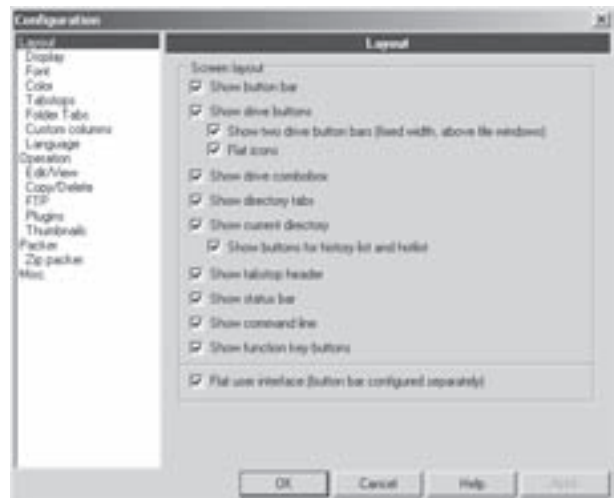 Configuration
Layout
Display
Font
Color
Tabstops
Folder Tabs
Custom columns
Language
Operation
Edit/View
Copy/Delete
FTP
Plugins
Thumbnails
Packer
Zip packer
Misc.
Layout
Screen layout
Show button bar
Show drive buttons
Show two drive button bars (fixed width, above file windows)
Flat icons
Show drive combobox
Show directory tabs
Show current directory
Show buttons for history list and hotlist
Show tabstop header
Show status bar
Show command line
Show function key buttons
Flat user interface (button bar configured separately)
OK
Cancel
Help
Apply